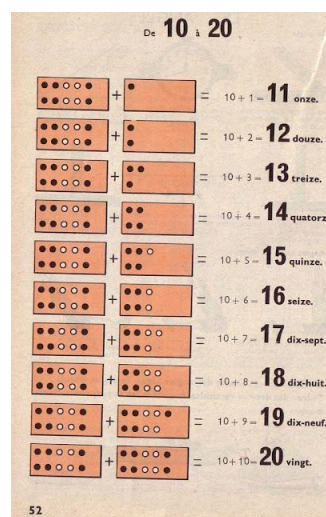 De 10 à 20
+ = 10 + 1 = 11 onze.
+ = 10 + 2 = 12 douze.
+ = 10 + 3 = 13 treize.
+ = 10 + 4 = 14 quatorz
+ = 10 + 5 = 15 quinze.
+ = 10 + 6 = 16 seize.
+ = 10 + 7 = 17 dix-sept.
+ = 10 + 8 = 18 dix-huit.
+ = 10 + 9 = 19 dix-neuf.
+ = 10 + 10 = 20 vingt.
52